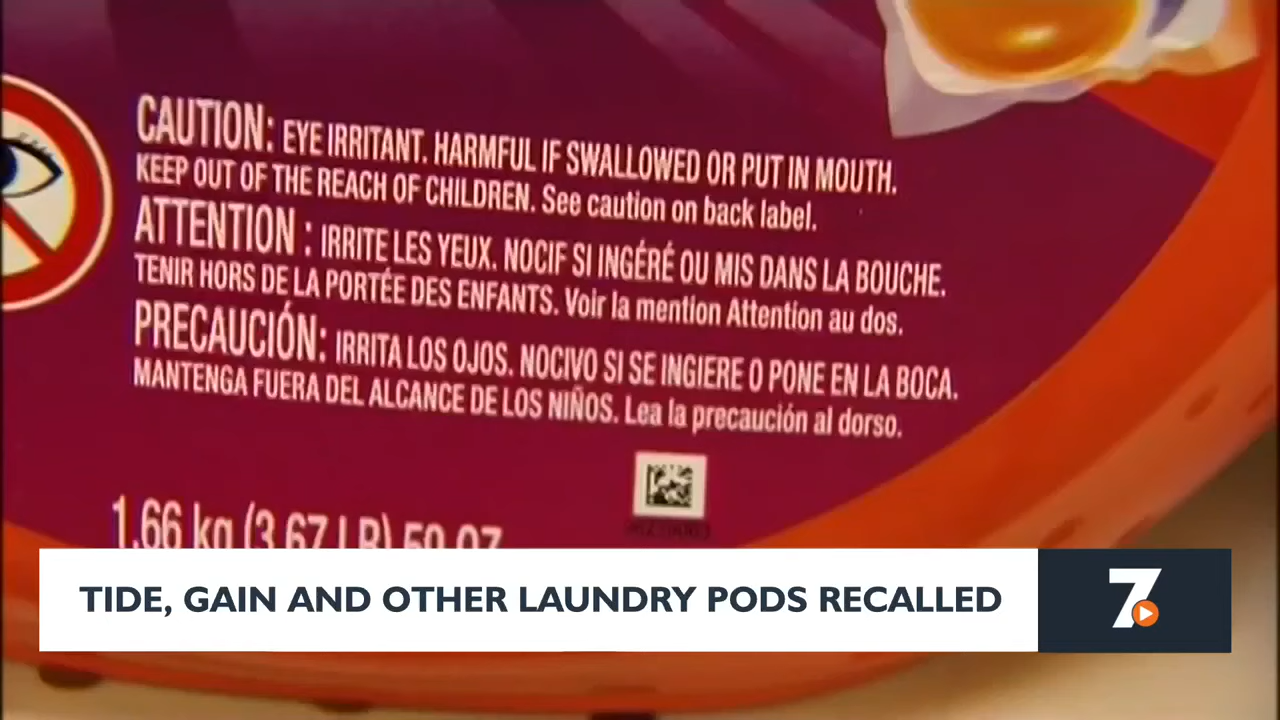 CAUTION: EYE IRRITANT. HARMFUL IF SWALLOWED OR PUT IN MOUTH.
KEEP OUT OF THE REACH OF CHILDREN. See caution on back label.
ATTENTION : IRRITE LES YEUX. NOCIF SI INGÉRÉ OU MIS DANS LA BOUCHE.
TENIR HORS DE LA PORTÉE DES ENFANTS. Voir la mention Attention au dos.
PRECAUCIÓN: IRRITA LOS OJOS. NOCIVO SI SE INGIERE O PONE EN LA BOCA.
MANTENGA FUERA DEL ALCANCE DE LOS NIÑOS. Lea la precaución al dorso.
1.66 kg (3.67 LB) 59 OZ
TIDE, GAIN AND OTHER LAUNDRY PODS RECALLED
7